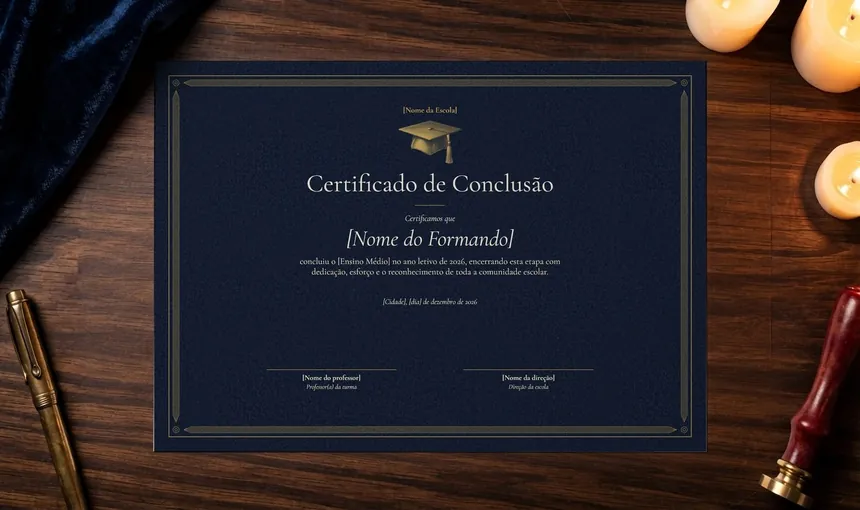 [Nome da Escola]
Certificado de Conclusão
Certificamos que
[Nome do Formando]
concluiu o [Ensino Médio] no ano letivo de 2026, encerrando esta etapa com
dedicação, esforço e o reconhecimento de toda a comunidade escolar.
[Cidade], [dia] de dezembro de 2026
[Nome do professor]
Professor(a) da turma
[Nome da direção]
Direção da escola